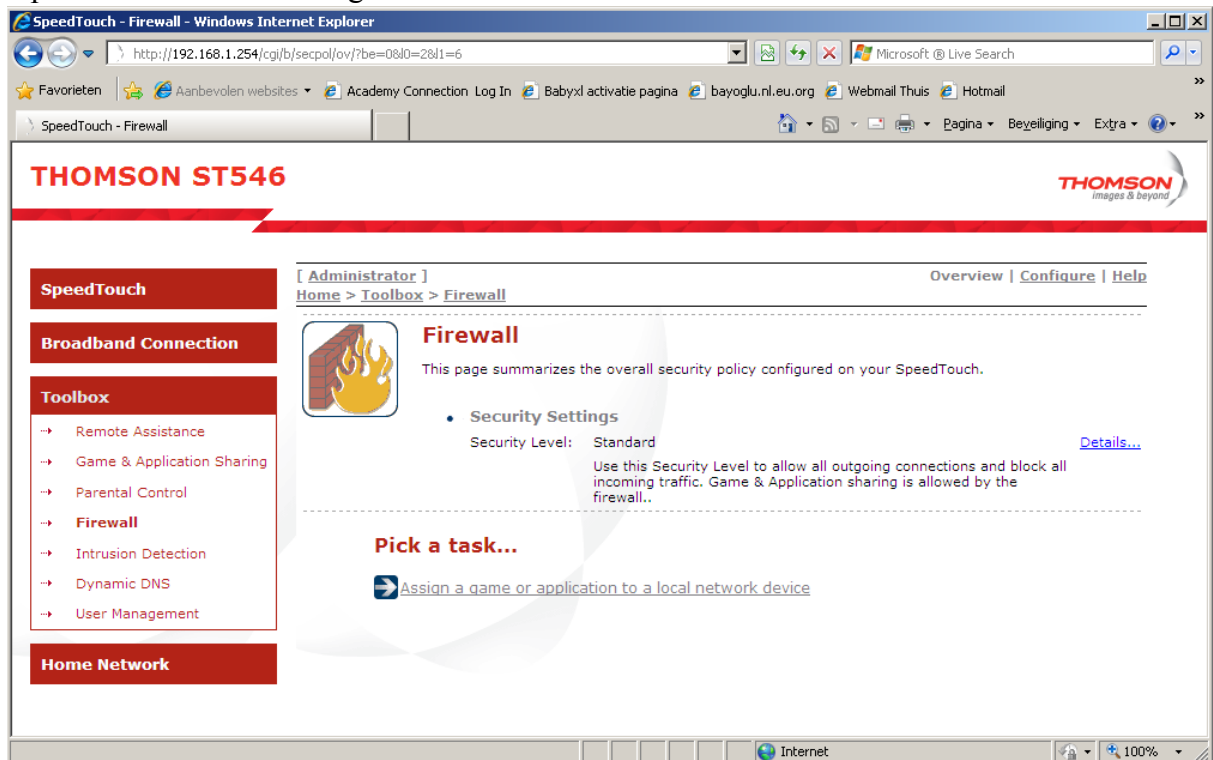 SpeedTouch - Firewall - Windows Internet Explorer
http://192.168.1.254/cgi/b/secpol/ov/?be=0&l0=2&l1=6
Microsoft ® Live Search
Favorieten
Aanbevolen websites
Academy Connection Log In
Babyxl activatie pagina
bayoglu.nl.eu.org
Webmail Thuis
Hotmail
»
SpeedTouch - Firewall
Pagina
Beveiliging
Extra
»
THOMSON ST546
THOMSON
images & beyond
SpeedTouch
Broadband Connection
Toolbox
Remote Assistance
Game & Application Sharing
Parental Control
Firewall
Intrusion Detection
Dynamic DNS
User Management
Home Network
[ Administrator ]
Overview | Configure | Help
Home > Toolbox > Firewall
Firewall
This page summarizes the overall security policy configured on your SpeedTouch.
• Security Settings
Security Level: Standard
Details...
Use this Security Level to allow all outgoing connections and block all
incoming traffic. Game & Application sharing is allowed by the
firewall..
Pick a task...
Assign a game or application to a local network device
Internet
100%